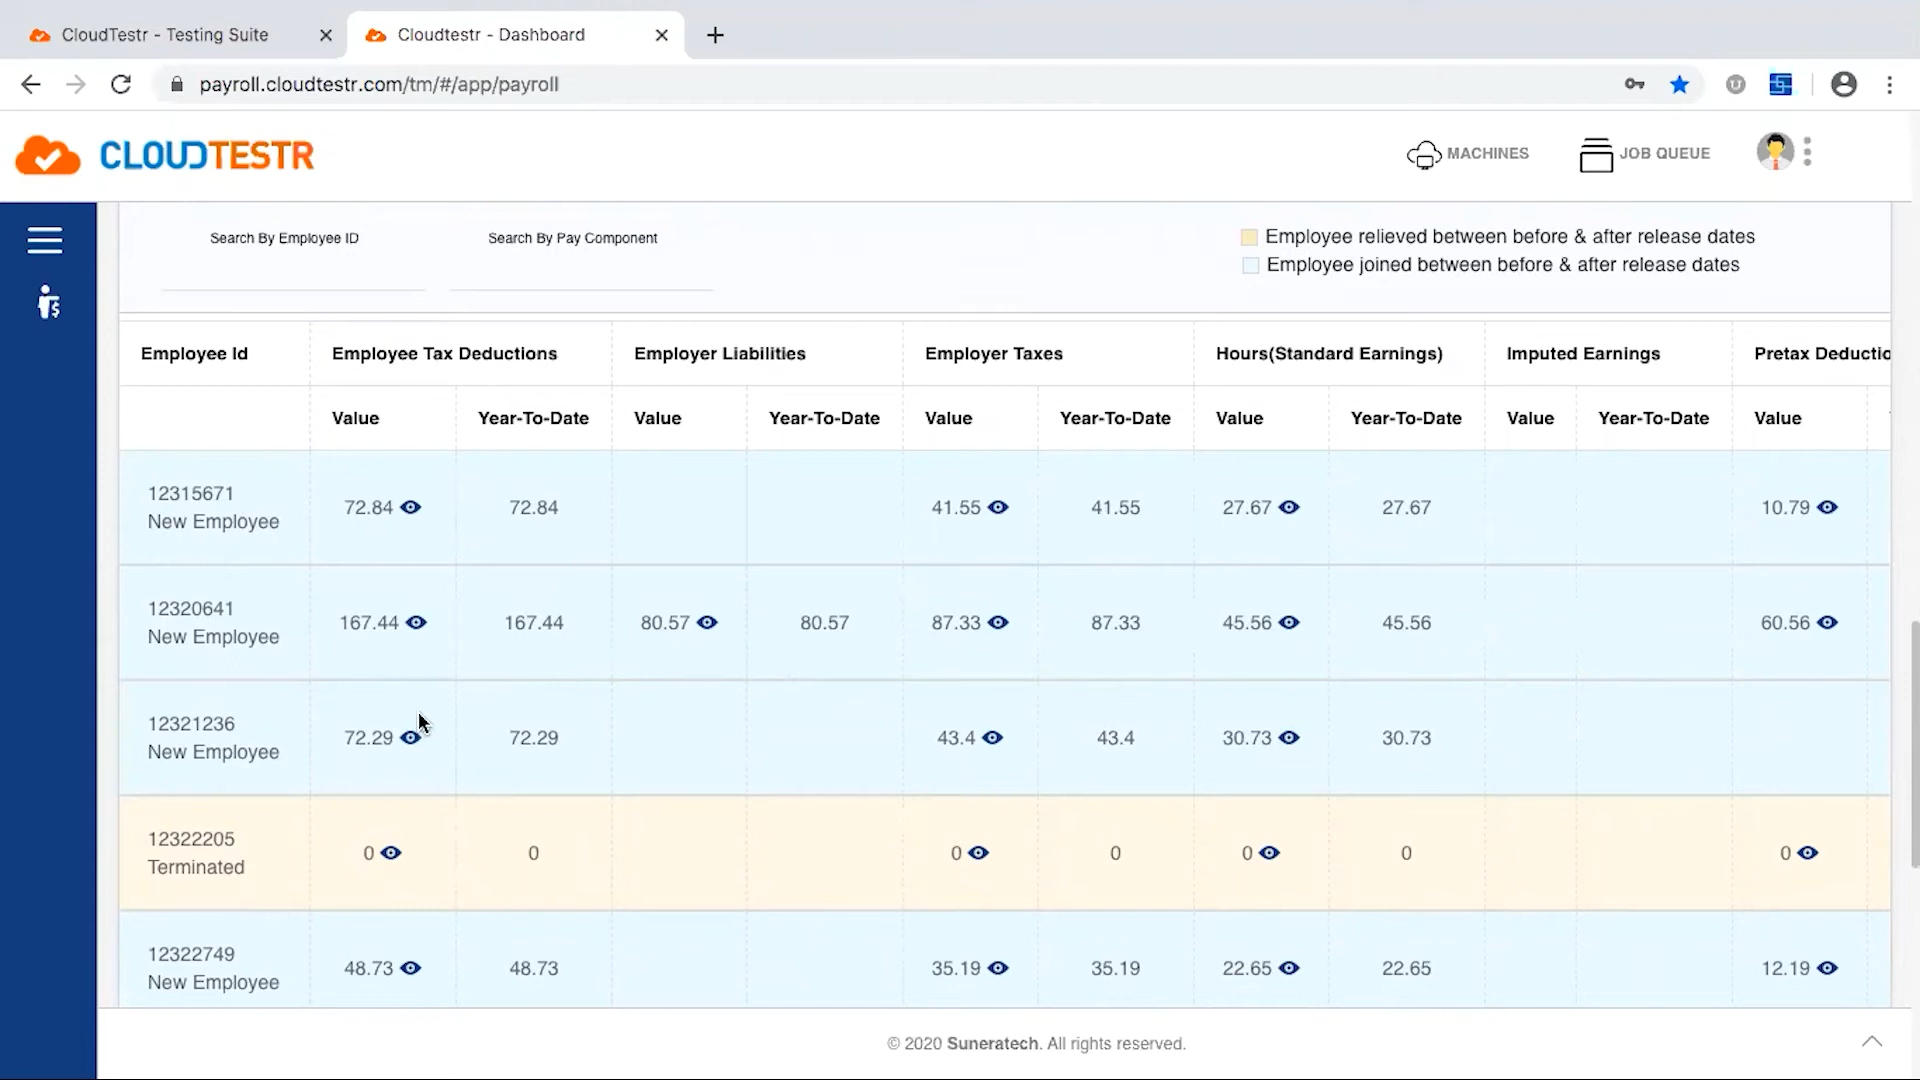 CloudTestr - Testing Suite
Cloudtestr - Dashboard
payroll.cloudtestr.com/tm/#/app/payroll
CLOUDTESTR
MACHINES
JOB QUEUE
Search By Employee ID
Search By Pay Component
Employee relieved between before & after release dates
Employee joined between before & after release dates
Employee Id Employee Tax Deductions Employer Liabilities Employer Taxes Hours(Standard Earnings) Imputed Earnings Pretax Deductio
Value Year-To-Date Value Year-To-Date Value Year-To-Date Value Year-To-Date Value Year-To-Date Value
12315671
New Employee
72.84 72.84 41.55 41.55 27.67 27.67 10.79
12320641
New Employee
167.44 167.44 80.57 80.57 87.33 87.33 45.56 45.56 60.56
12321236
New Employee
72.29 72.29 43.4 43.4 30.73 30.73
12322205
Terminated
0 0 0 0 0 0 0
12322749
New Employee
48.73 48.73 35.19 35.19 22.65 22.65 12.19
© 2020 Suneratech. All rights reserved.